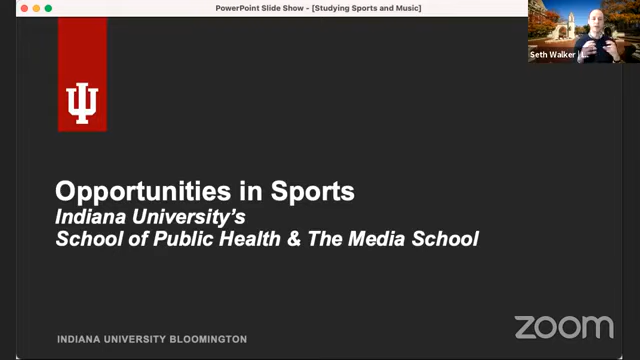 PowerPoint Slide Show - [Studying Sports and Music]
Seth Walker
Opportunities in Sports
Indiana University's
School of Public Health & The Media School
zoom
INDIANA UNIVERSITY BLOOMINGTON